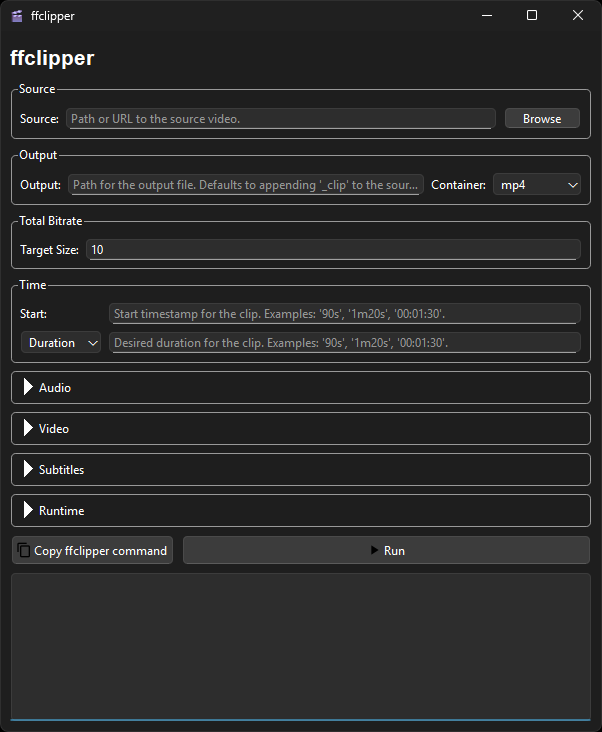 ffclipper
ffclipper
Source
Source: Path or URL to the source video. Browse
Output
Output: Path for the output file. Defaults to appending '_clip' to the sour... Container: mp4
Total Bitrate
Target Size: 10
Time
Start: Start timestamp for the clip. Examples: '90s', '1m20s', '00:01:30'.
Duration Desired duration for the clip. Examples: '90s', '1m20s', '00:01:30'.
Audio
Video
Subtitles
Runtime
Copy ffclipper command Run